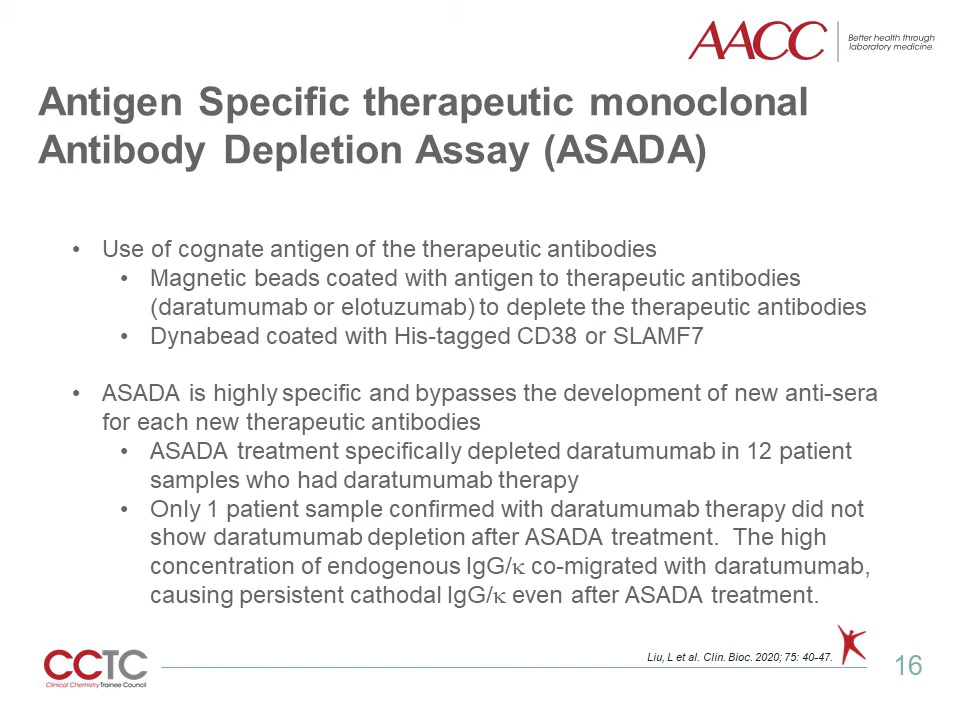 AACC
Better health through
laboratory medicine.
Antigen Specific therapeutic monoclonal
Antibody Depletion Assay (ASADA)
• Use of cognate antigen of the therapeutic antibodies
• Magnetic beads coated with antigen to therapeutic antibodies
(daratumumab or elotuzumab) to deplete the therapeutic antibodies
• Dynabead coated with His-tagged CD38 or SLAMF7
• ASADA is highly specific and bypasses the development of new anti-sera
for each new therapeutic antibodies
• ASADA treatment specifically depleted daratumumab in 12 patient
samples who had daratumumab therapy
• Only 1 patient sample confirmed with daratumumab therapy did not
show daratumumab depletion after ASADA treatment.  The high
concentration of endogenous IgG/κ co-migrated with daratumumab,
causing persistent cathodal IgG/κ even after ASADA treatment.
Liu, L et al. Clin. Bioc. 2020; 75: 40-47.
CCTC
Clinical Chemistry Trainee Council
16